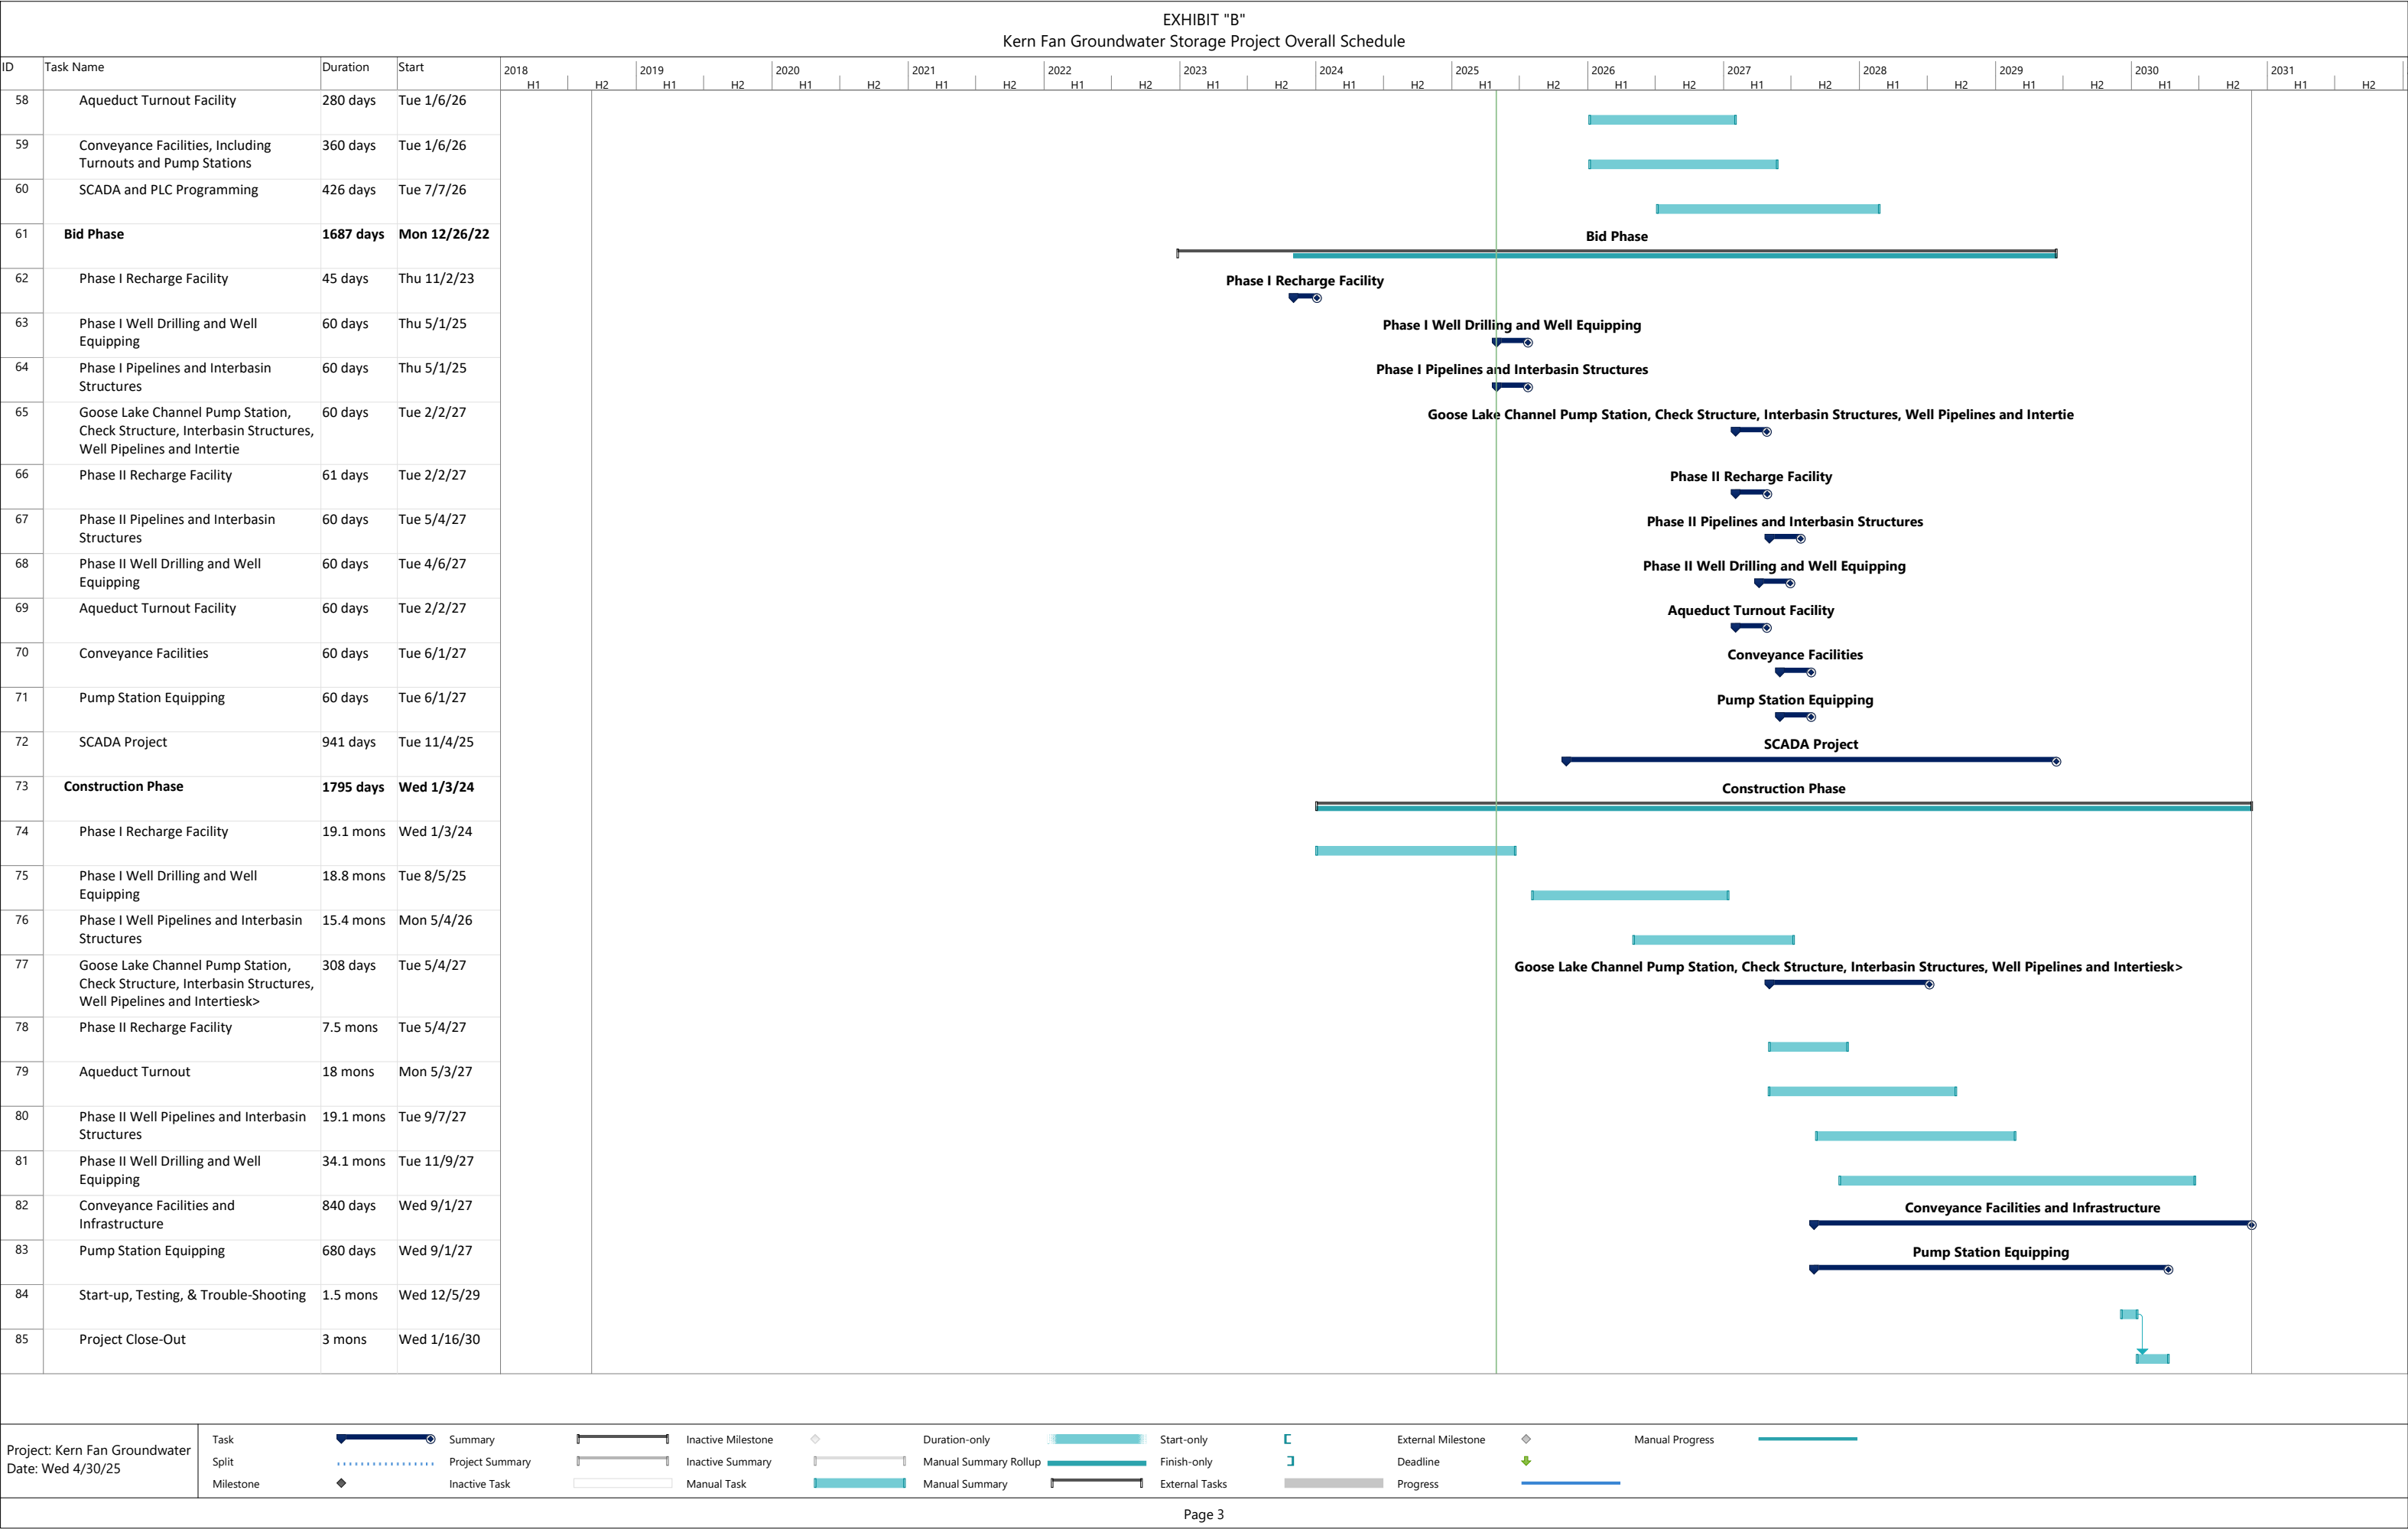 EXHIBIT "B"
Kern Fan Groundwater Storage Project Overall Schedule
ID Task Name Duration Start 2018 2019 2020 2021 2022 2023 2024 2025 2026 2027 2028 2029 2030 2031
H1 H2 H1 H2 H1 H2 H1 H2 H1 H2 H1 H2 H1 H2 H1 H2 H1 H2 H1 H2 H1 H2 H1 H2 H1 H2 H1 H2
58 Aqueduct Turnout Facility 280 days Tue 1/6/26
59 Conveyance Facilities, Including 360 days Tue 1/6/26
Turnouts and Pump Stations
60 SCADA and PLC Programming 426 days Tue 7/7/26
61 Bid Phase 1687 days Mon 12/26/22
Bid Phase
62 Phase I Recharge Facility 45 days Thu 11/2/23
Phase I Recharge Facility
63 Phase I Well Drilling and Well 60 days Thu 5/1/25
Equipping
Phase I Well Drilling and Well Equipping
64 Phase I Pipelines and Interbasin 60 days Thu 5/1/25
Structures
Phase I Pipelines and Interbasin Structures
65 Goose Lake Channel Pump Station, 60 days Tue 2/2/27
Check Structure, Interbasin Structures,
Well Pipelines and Intertie
Goose Lake Channel Pump Station, Check Structure, Interbasin Structures, Well Pipelines and Intertie
66 Phase II Recharge Facility 61 days Tue 2/2/27
Phase II Recharge Facility
67 Phase II Pipelines and Interbasin 60 days Tue 5/4/27
Structures
Phase II Pipelines and Interbasin Structures
68 Phase II Well Drilling and Well 60 days Tue 4/6/27
Equipping
Phase II Well Drilling and Well Equipping
69 Aqueduct Turnout Facility 60 days Tue 2/2/27
Aqueduct Turnout Facility
70 Conveyance Facilities 60 days Tue 6/1/27
Conveyance Facilities
71 Pump Station Equipping 60 days Tue 6/1/27
Pump Station Equipping
72 SCADA Project 941 days Tue 11/4/25
SCADA Project
73 Construction Phase 1795 days Wed 1/3/24
Construction Phase
74 Phase I Recharge Facility 19.1 mons Wed 1/3/24
75 Phase I Well Drilling and Well 18.8 mons Tue 8/5/25
Equipping
76 Phase I Well Pipelines and Interbasin 15.4 mons Mon 5/4/26
Structures
77 Goose Lake Channel Pump Station, 308 days Tue 5/4/27
Check Structure, Interbasin Structures,
Well Pipelines and Intertiesk>
Goose Lake Channel Pump Station, Check Structure, Interbasin Structures, Well Pipelines and Intertiesk>
78 Phase II Recharge Facility 7.5 mons Tue 5/4/27
79 Aqueduct Turnout 18 mons Mon 5/3/27
80 Phase II Well Pipelines and Interbasin 19.1 mons Tue 9/7/27
Structures
81 Phase II Well Drilling and Well 34.1 mons Tue 11/9/27
Equipping
82 Conveyance Facilities and 840 days Wed 9/1/27
Infrastructure
Conveyance Facilities and Infrastructure
83 Pump Station Equipping 680 days Wed 9/1/27
Pump Station Equipping
84 Start-up, Testing, & Trouble-Shooting 1.5 mons Wed 12/5/29
85 Project Close-Out 3 mons Wed 1/16/30
Project: Kern Fan Groundwater
Date: Wed 4/30/25
Task Summary Inactive Milestone Duration-only Start-only External Milestone Manual Progress
Split Project Summary Inactive Summary Manual Summary Rollup Finish-only Deadline
Milestone Inactive Task Manual Task Manual Summary External Tasks Progress
Page 3